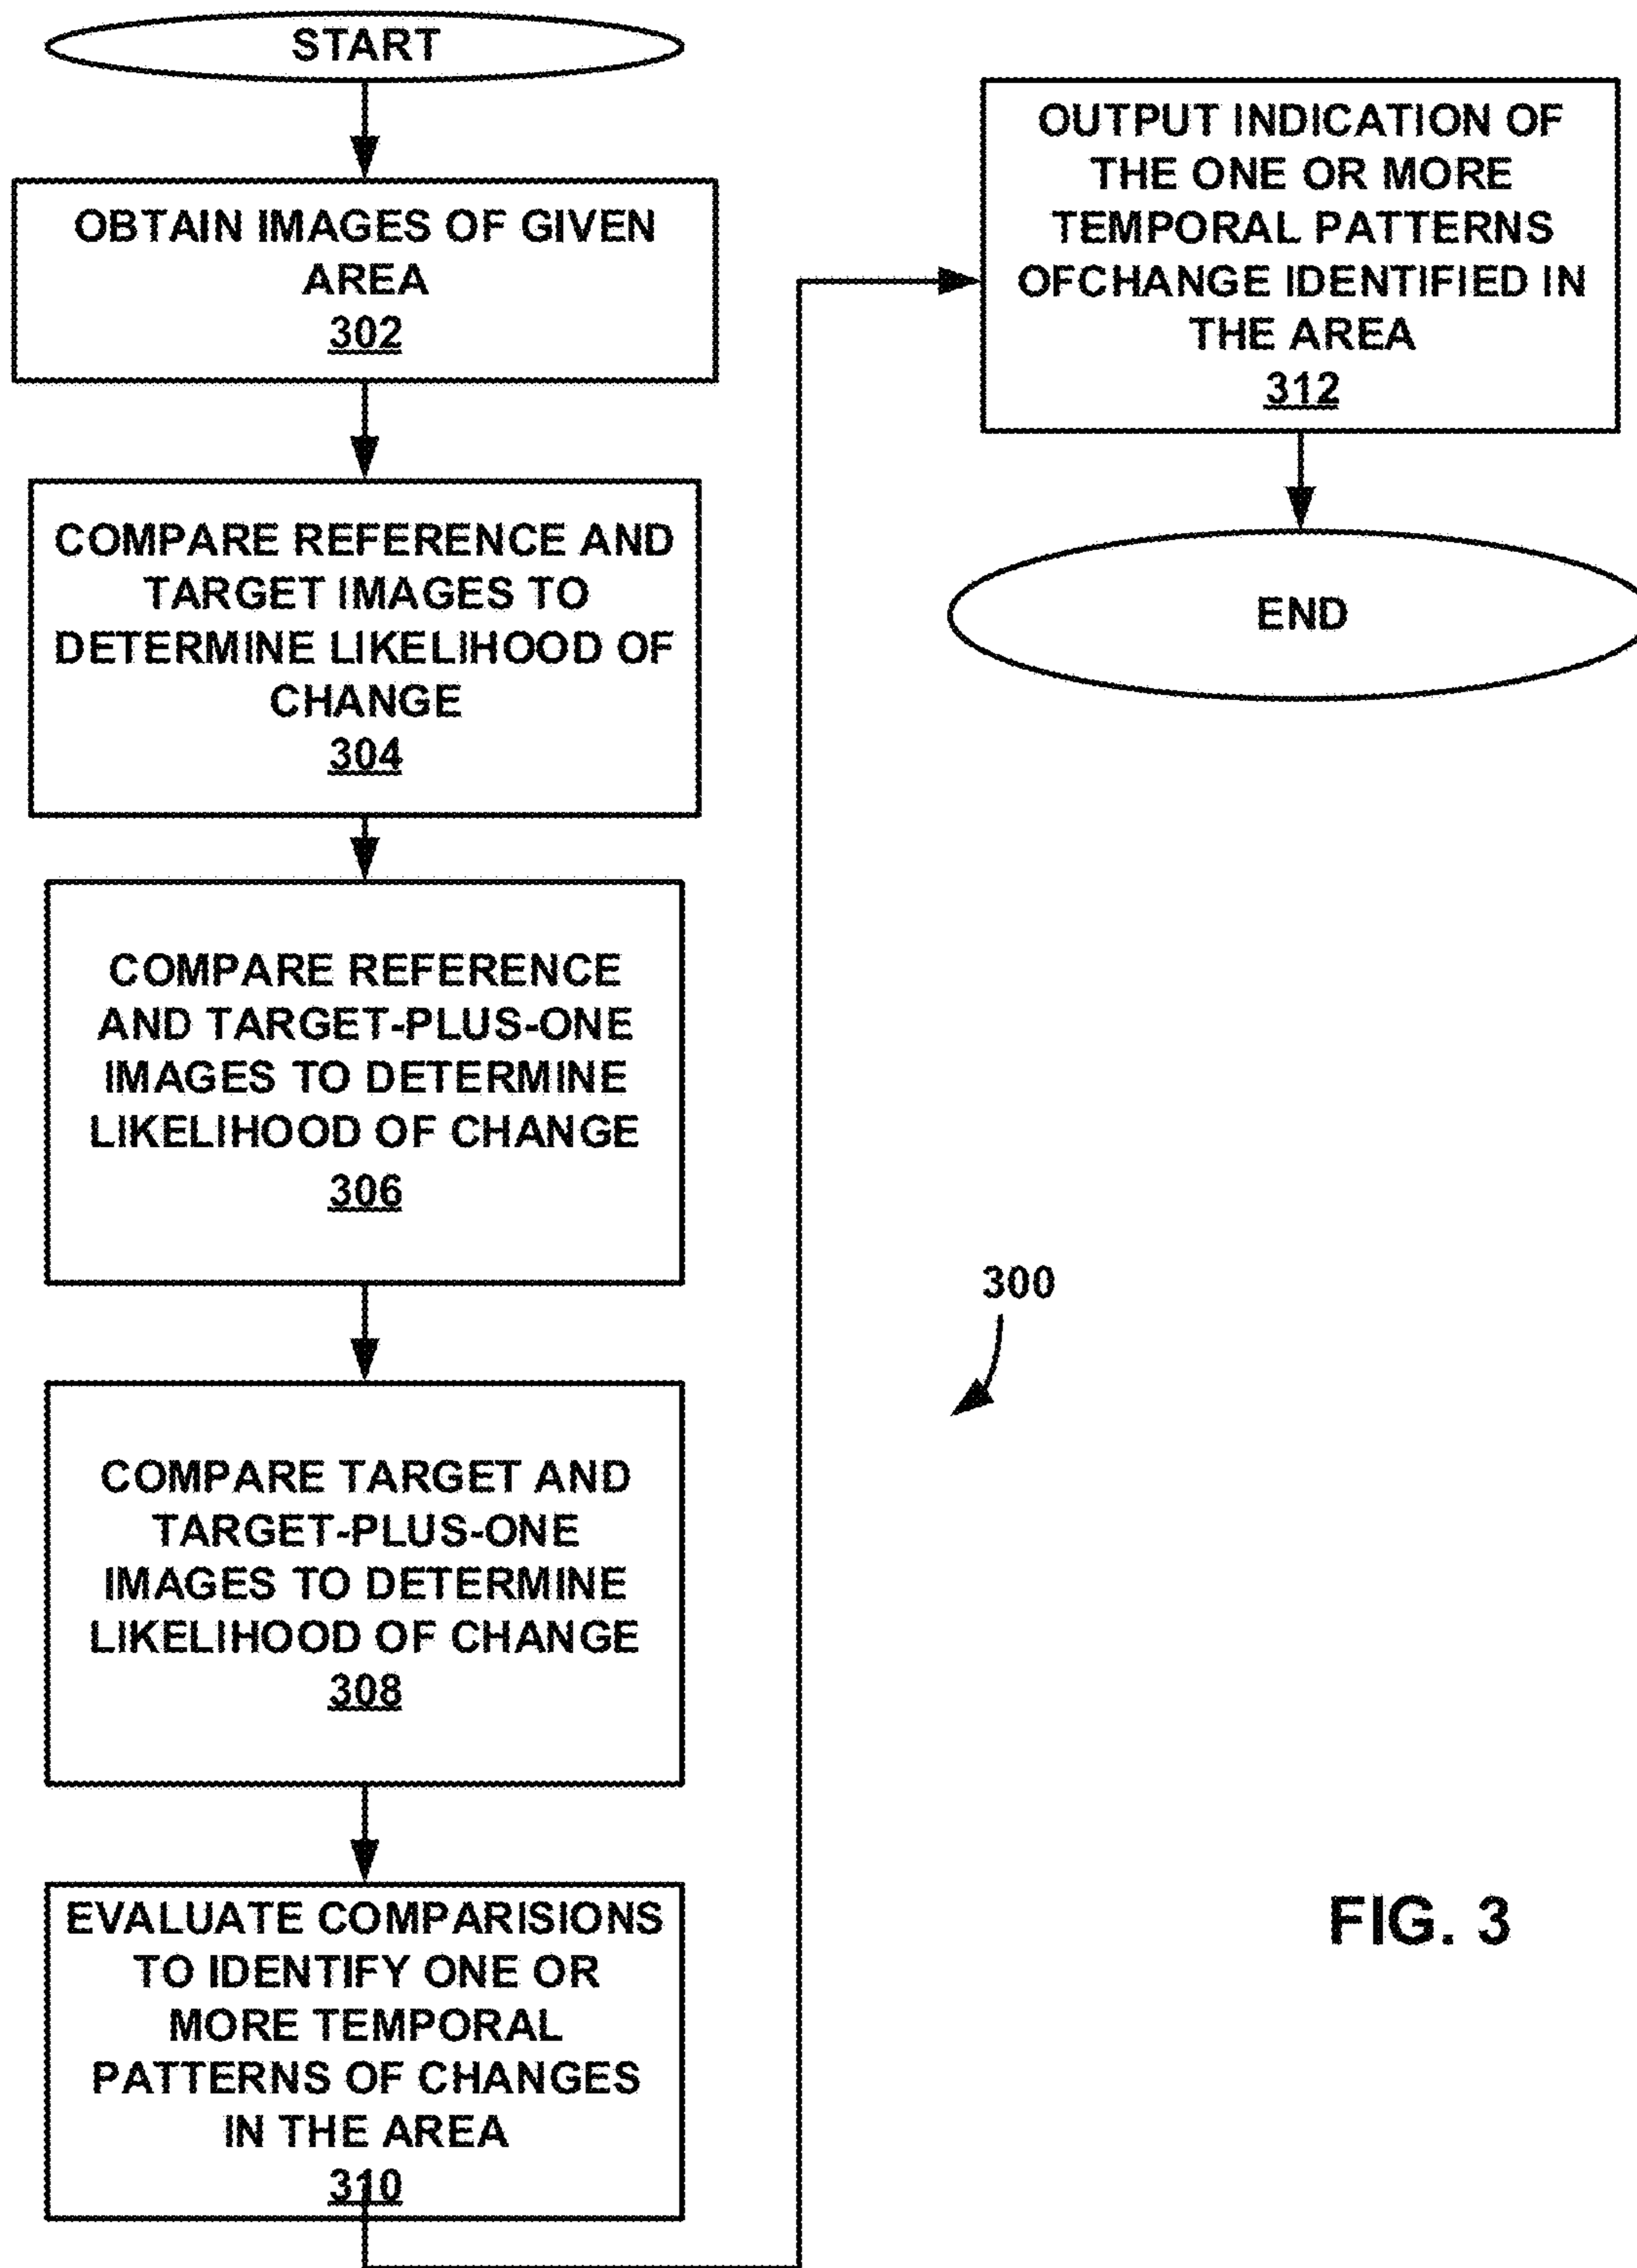 START
OBTAIN IMAGES OF GIVEN
AREA
302
COMPARE REFERENCE AND
TARGET IMAGES TO
DETERMINE LIKELIHOOD OF
CHANGE
304
COMPARE REFERENCE
AND TARGET-PLUS-ONE
IMAGES TO DETERMINE
LIKELIHOOD OF CHANGE
306
COMPARE TARGET AND
TARGET-PLUS-ONE
IMAGES TO DETERMINE
LIKELIHOOD OF CHANGE
308
EVALUATE COMPARISIONS
TO IDENTIFY ONE OR
MORE TEMPORAL
PATTERNS OF CHANGES
IN THE AREA
310
OUTPUT INDICATION OF
THE ONE OR MORE
TEMPORAL PATTERNS
OFCHANGE IDENTIFIED IN
THE AREA
312
END
300
FIG. 3